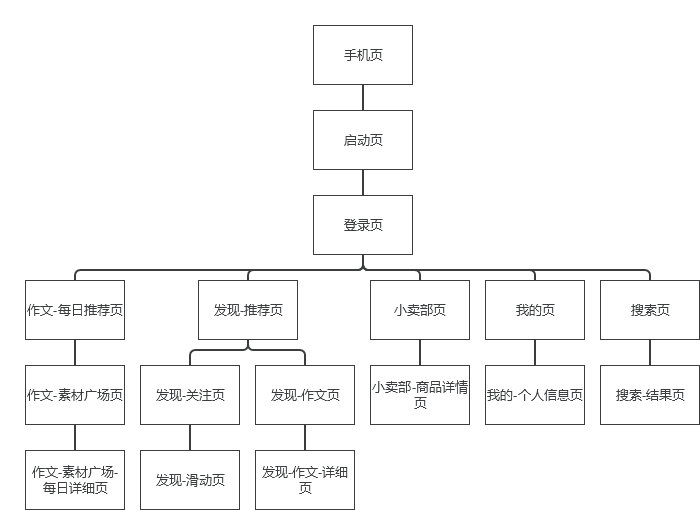 手机页
启动页
登录页
作文-每日推荐页
发现-推荐页
小卖部页
我的页
搜索页
作文-素材广场页
发现-关注页
发现-作文页
小卖部-商品详情
页
我的-个人信息页
搜索-结果页
作文-素材广场-
每日详细页
发现-滑动页
发现-作文-详细
页